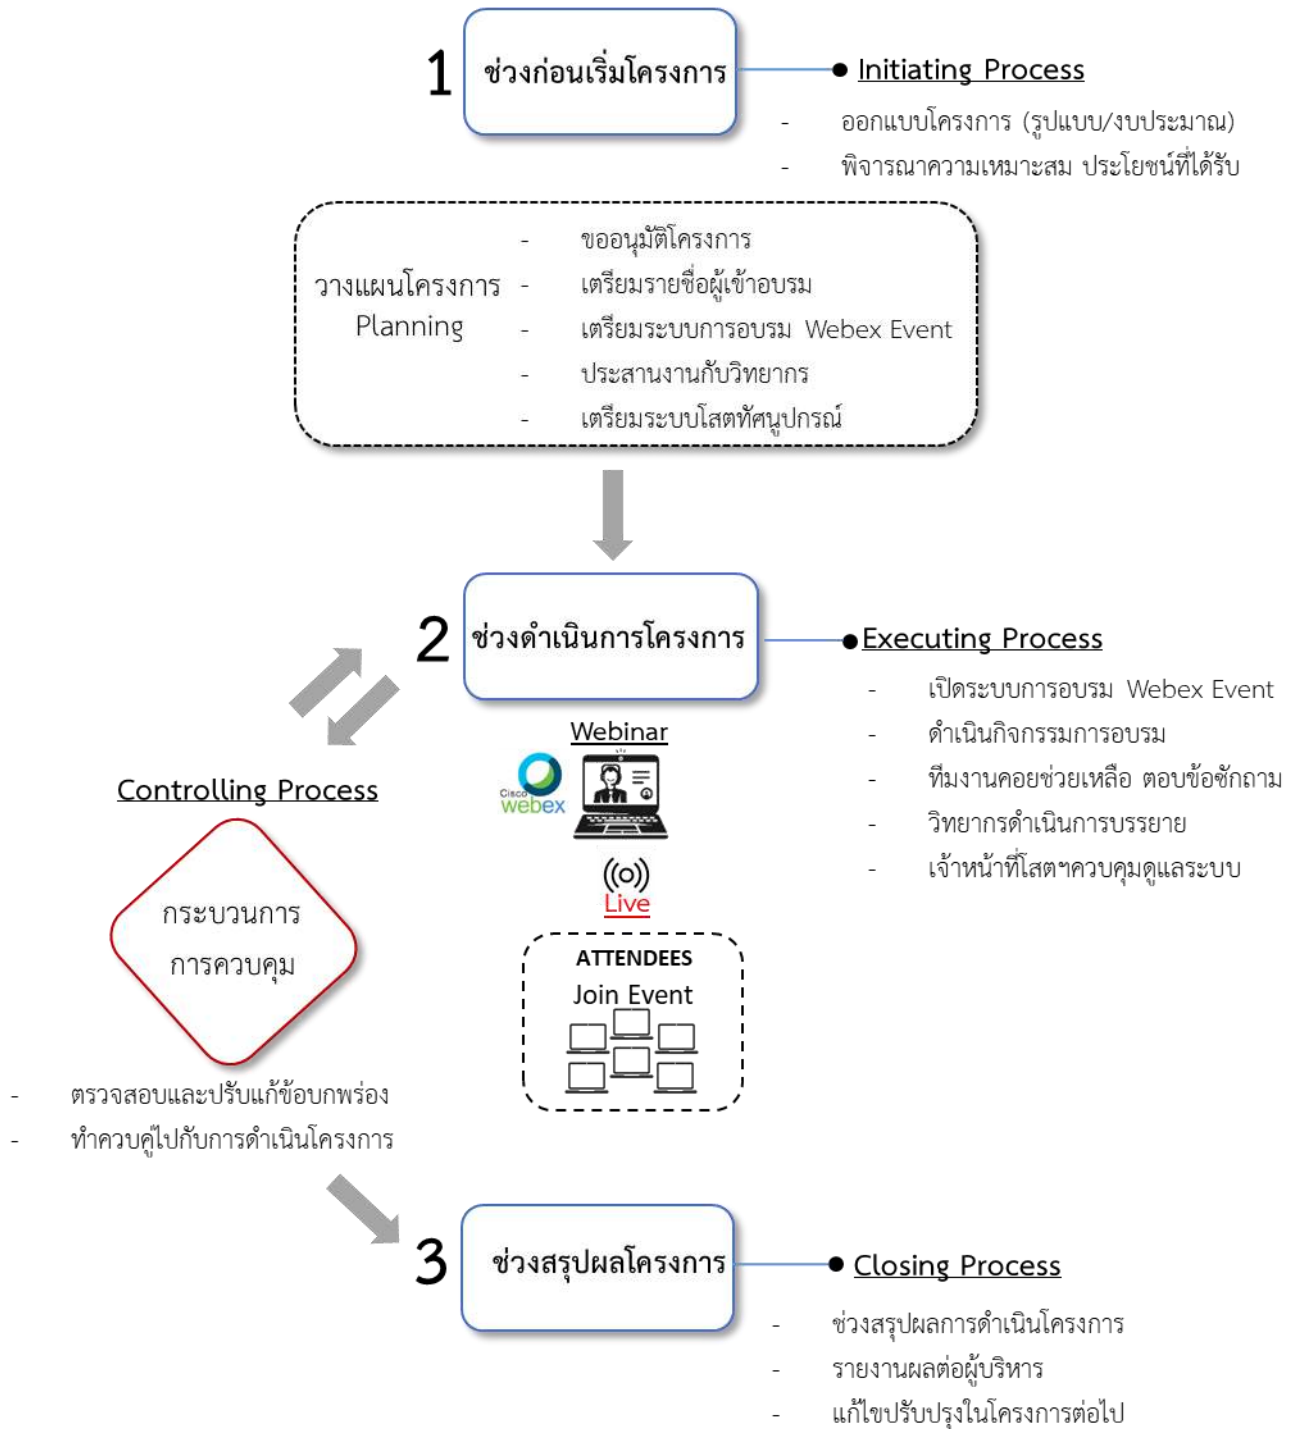 1
ช่วงก่อนเริ่มโครงการ
Initiating Process
- ออกแบบโครงการ (รูปแบบ/งบประมาณ)
- พิจารณาความเหมาะสม ประโยชน์ที่ได้รับ
วางแผนโครงการ
Planning
- ขออนุมัติโครงการ
- เตรียมรายชื่อผู้เข้าอบรม
- เตรียมระบบการอบรม Webex Event
- ประสานงานกับวิทยากร
- เตรียมระบบโสตทัศนูปกรณ์
2
ช่วงดำเนินการโครงการ
Executing Process
- เปิดระบบการอบรม Webex Event
- ดำเนินกิจกรรมการอบรม
- ทีมงานคอยช่วยเหลือ ตอบข้อซักถาม
- วิทยากรดำเนินการบรรยาย
- เจ้าหน้าที่โสตฯควบคุมดูแลระบบ
Webinar
Cisco
webex
Live
ATTENDEES
Join Event
Controlling Process
กระบวนการ
การควบคุม
- ตรวจสอบและปรับแก้ข้อบกพร่อง
- ทำควบคู่ไปกับการดำเนินโครงการ
3
ช่วงสรุปผลโครงการ
Closing Process
- ช่วงสรุปผลการดำเนินโครงการ
- รายงานผลต่อผู้บริหาร
- แก้ไขปรับปรุงในโครงการต่อไป